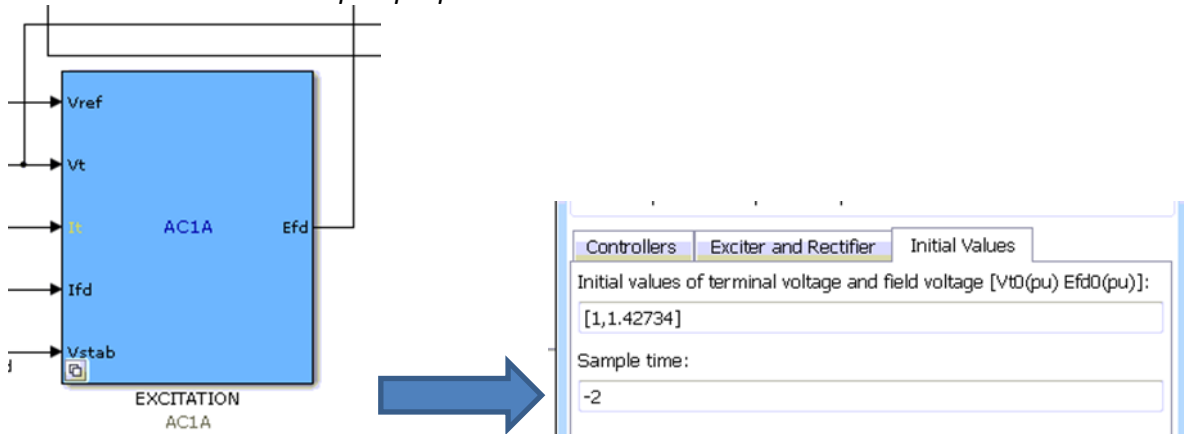 Vref
Vt
It
AC1A
Efd
Ifd
Vstab
EXCITATION
AC1A
Controllers
Exciter and Rectifier
Initial Values
Initial values of terminal voltage and field voltage [Vt0(pu) Efd0(pu)]:
[1,1.42734]
Sample time:
-2